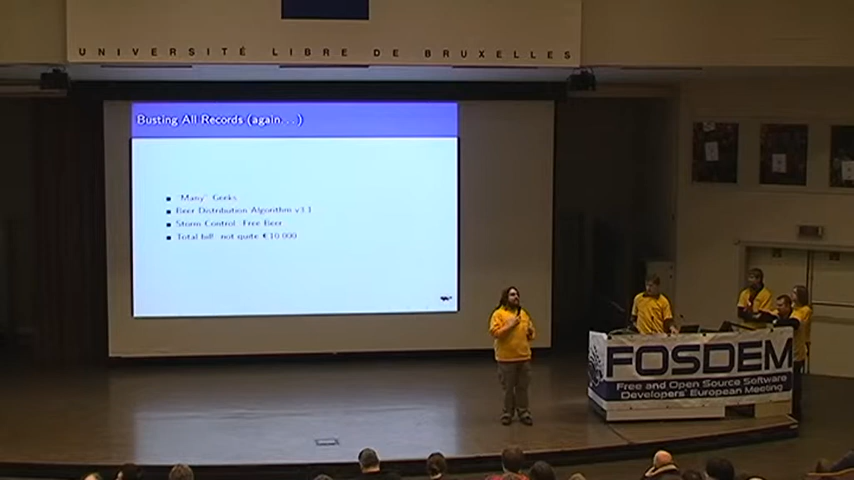 UNIVERSITÉ LIBRE DE BRUXELLES
Busting All Records (again...)
"Many" Geeks
Beer Distribution Algorithm v3.1
Storm Control: Free Beer
Total bill: not quite €10 000
FOSDEM
Free and Open Source Software
Developers' European Meeting